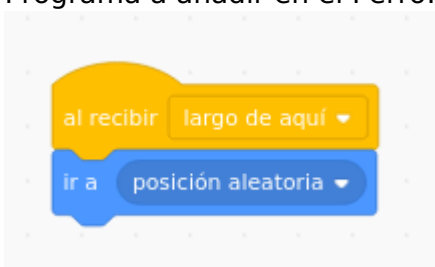 Programa a añadir en el Perro:
al recibir largo de aquí
ir a posición aleatoria